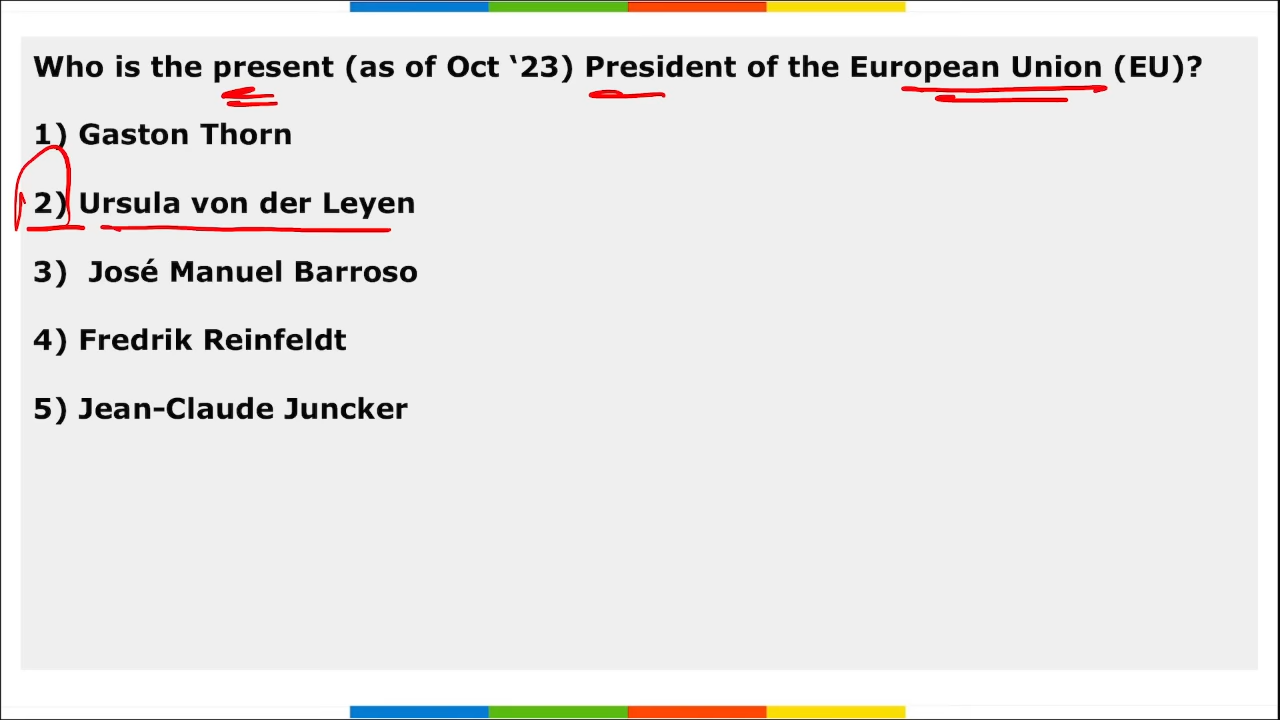 Who is the present (as of Oct ‘23) President of the European Union (EU)?
1) Gaston Thorn
2) Ursula von der Leyen
3) José Manuel Barroso
4) Fredrik Reinfeldt
5) Jean-Claude Juncker